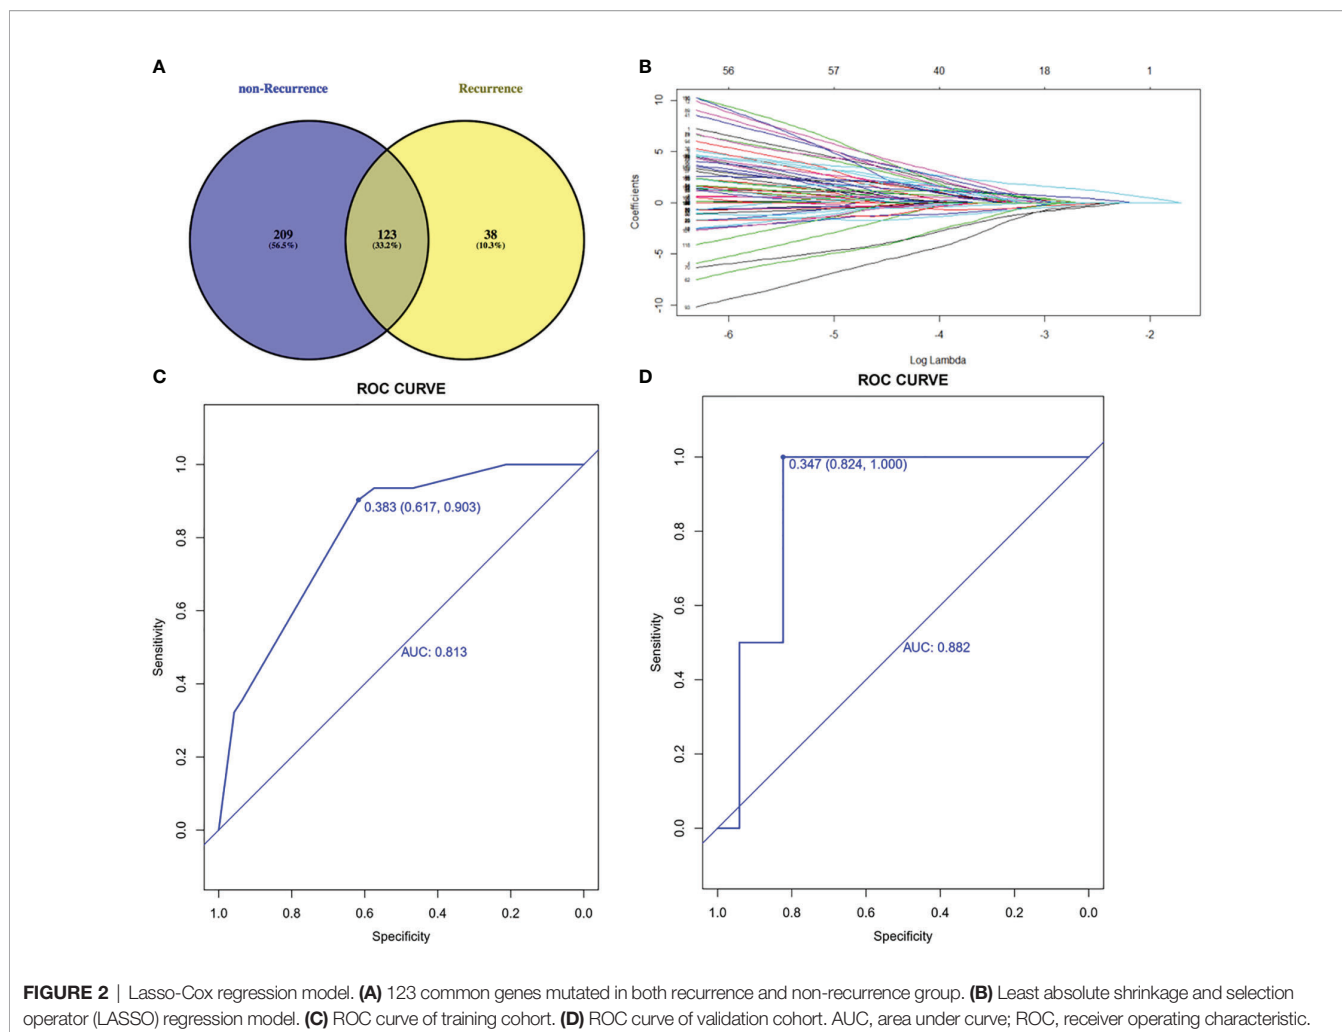 A
non-Recurrence
Recurrence
209
(56.5%)
123
(33.2%)
38
(10.3%)
B
56 57 40 18 1
10
5
0
-5
-10
Coefficients
-6 -5 -4 -3 -2
Log Lambda
C
ROC CURVE
1.0
0.8
0.6
0.4
0.2
0.0
Sensitivity
0.383 (0.617, 0.903)
AUC: 0.813
1.0 0.8 0.6 0.4 0.2 0.0
Specificity
D
ROC CURVE
1.0
0.8
0.6
0.4
0.2
0.0
Sensitivity
0.347 (0.824, 1.000)
AUC: 0.882
1.0 0.8 0.6 0.4 0.2 0.0
Specificity
FIGURE 2 | Lasso-Cox regression model. (A) 123 common genes mutated in both recurrence and non-recurrence group. (B) Least absolute shrinkage and selection
operator (LASSO) regression model. (C) ROC curve of training cohort. (D) ROC curve of validation cohort. AUC, area under curve; ROC, receiver operating characteristic.